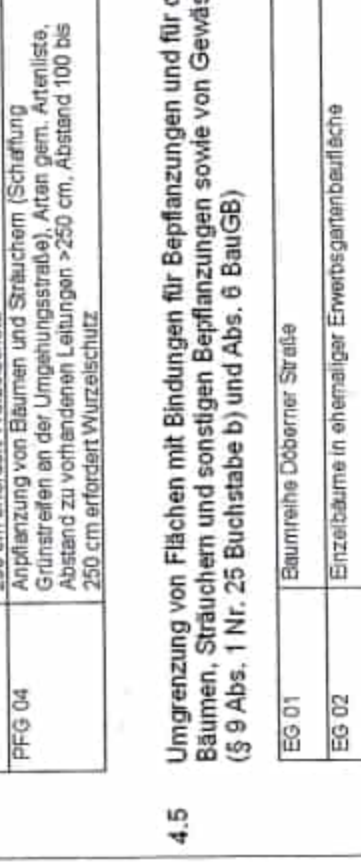 PFG 04
Anpflanzung von Bäumen und Sträuchern (Schaffung
Grünstreifen an der Umgehungsstraße), Arten gem. Artenliste,
Abstand zu vorhandenen Leitungen >250 cm, Abstand 100 bis
250 cm erfordert Wurzelschutz
4.5
Umgrenzung von Flächen mit Bindungen für Bepflanzungen und für d
Bäumen, Sträuchern und sonstigen Bepflanzungen sowie von Gewäs
(§ 9 Abs. 1 Nr. 25 Buchstabe b) und Abs. 6 BauGB)
EG 01
Baumreihe Döberner Straße
EG 02
Einzelbäume in ehemaliger Erwerbsgartenbaufläche